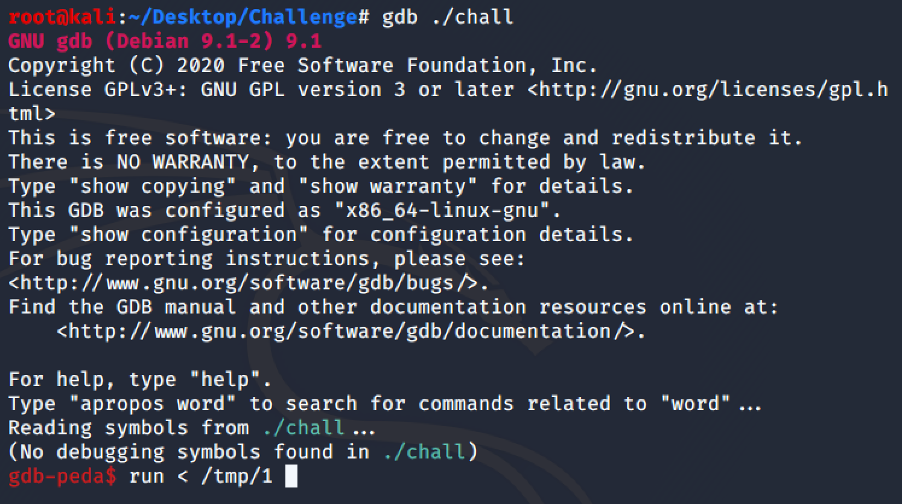 root@kali:~/Desktop/Challenge# gdb ./chall
GNU gdb (Debian 9.1-2) 9.1
Copyright (C) 2020 Free Software Foundation, Inc.
License GPLv3+: GNU GPL version 3 or later <http://gnu.org/licenses/gpl.h
tml>
This is free software: you are free to change and redistribute it.
There is NO WARRANTY, to the extent permitted by law.
Type "show copying" and "show warranty" for details.
This GDB was configured as "x86_64-linux-gnu".
Type "show configuration" for configuration details.
For bug reporting instructions, please see:
<http://www.gnu.org/software/gdb/bugs/>.
Find the GDB manual and other documentation resources online at:
    <http://www.gnu.org/software/gdb/documentation/>.

For help, type "help".
Type "apropos word" to search for commands related to "word"...
Reading symbols from ./chall...
(No debugging symbols found in ./chall)
gdb-peda$ run < /tmp/1